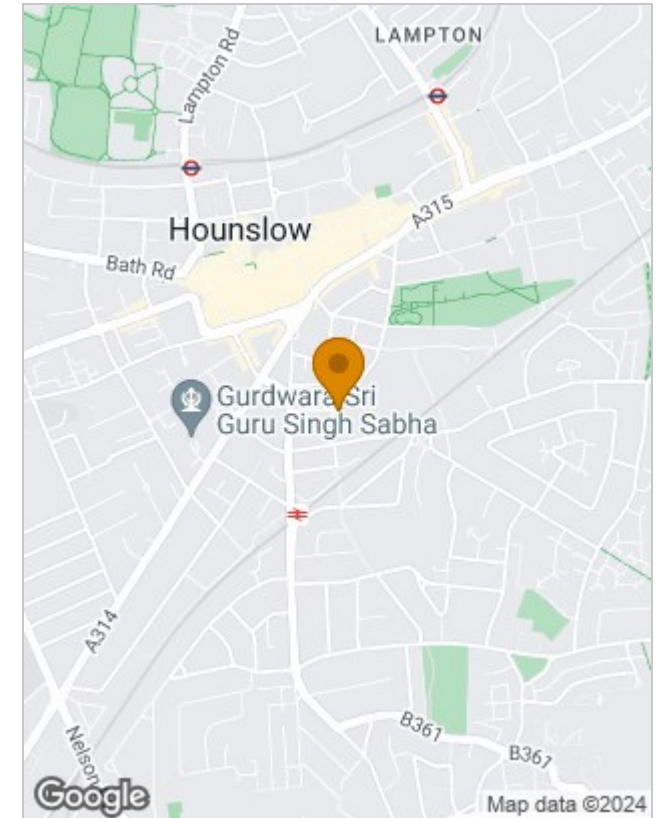 LAMPTON
Lampton Rd
A315
Hounslow
Bath Rd
Gurdwara Sri
Guru Singh Sabha
A314
Nelson
B361
B361
Google
Map data ©2024